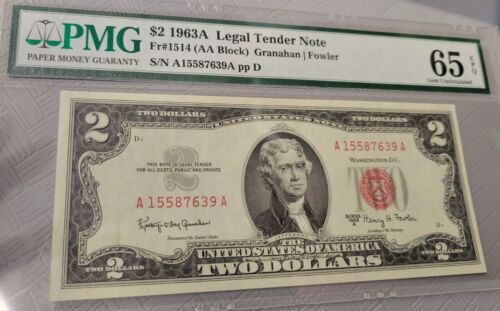 PMG
PAPER MONEY GUARANTY
$2 1963A Legal Tender Note
Fr#1514 (AA Block) Granahan | Fowler
S/N A15587639A pp D
65 EPQ
Gem Uncirculated
2 TWO DOLLARS 2
D
THIS NOTE IS LEGAL TENDER
FOR ALL DEBTS, PUBLIC AND PRIVATE
2
A 15587639 A
WASHINGTON, D.C.
A 15587639 A
TWO
Kathryn O'Hay Granahan
Treasurer of the United States
SERIES
1963
A
Henry H. Fowler
Secretary of the Treasury
D
THE
UNITED STATES OF AMERICA
2 TWO DOLLARS 2
TWO DOLLARS